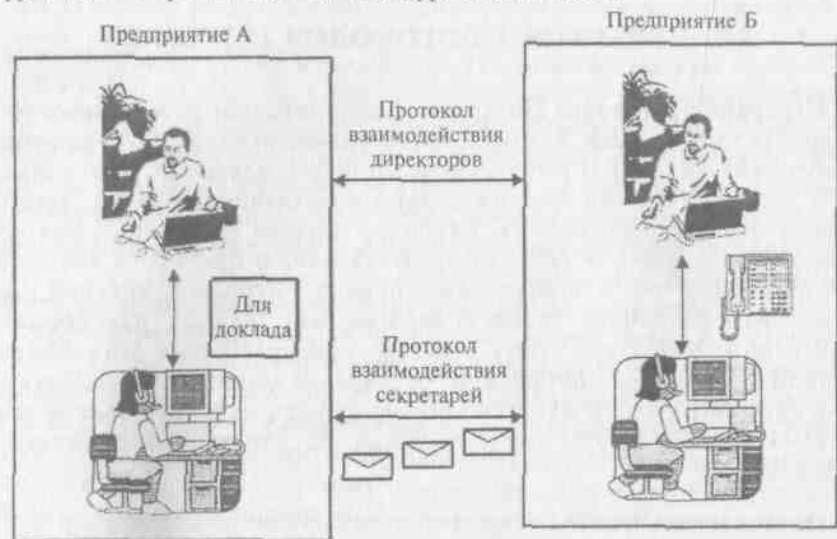 Предприятие А
Предприятие Б
Протокол
взаимодействия
директоров
Для
доклада
Протокол
взаимодействия
секретарей